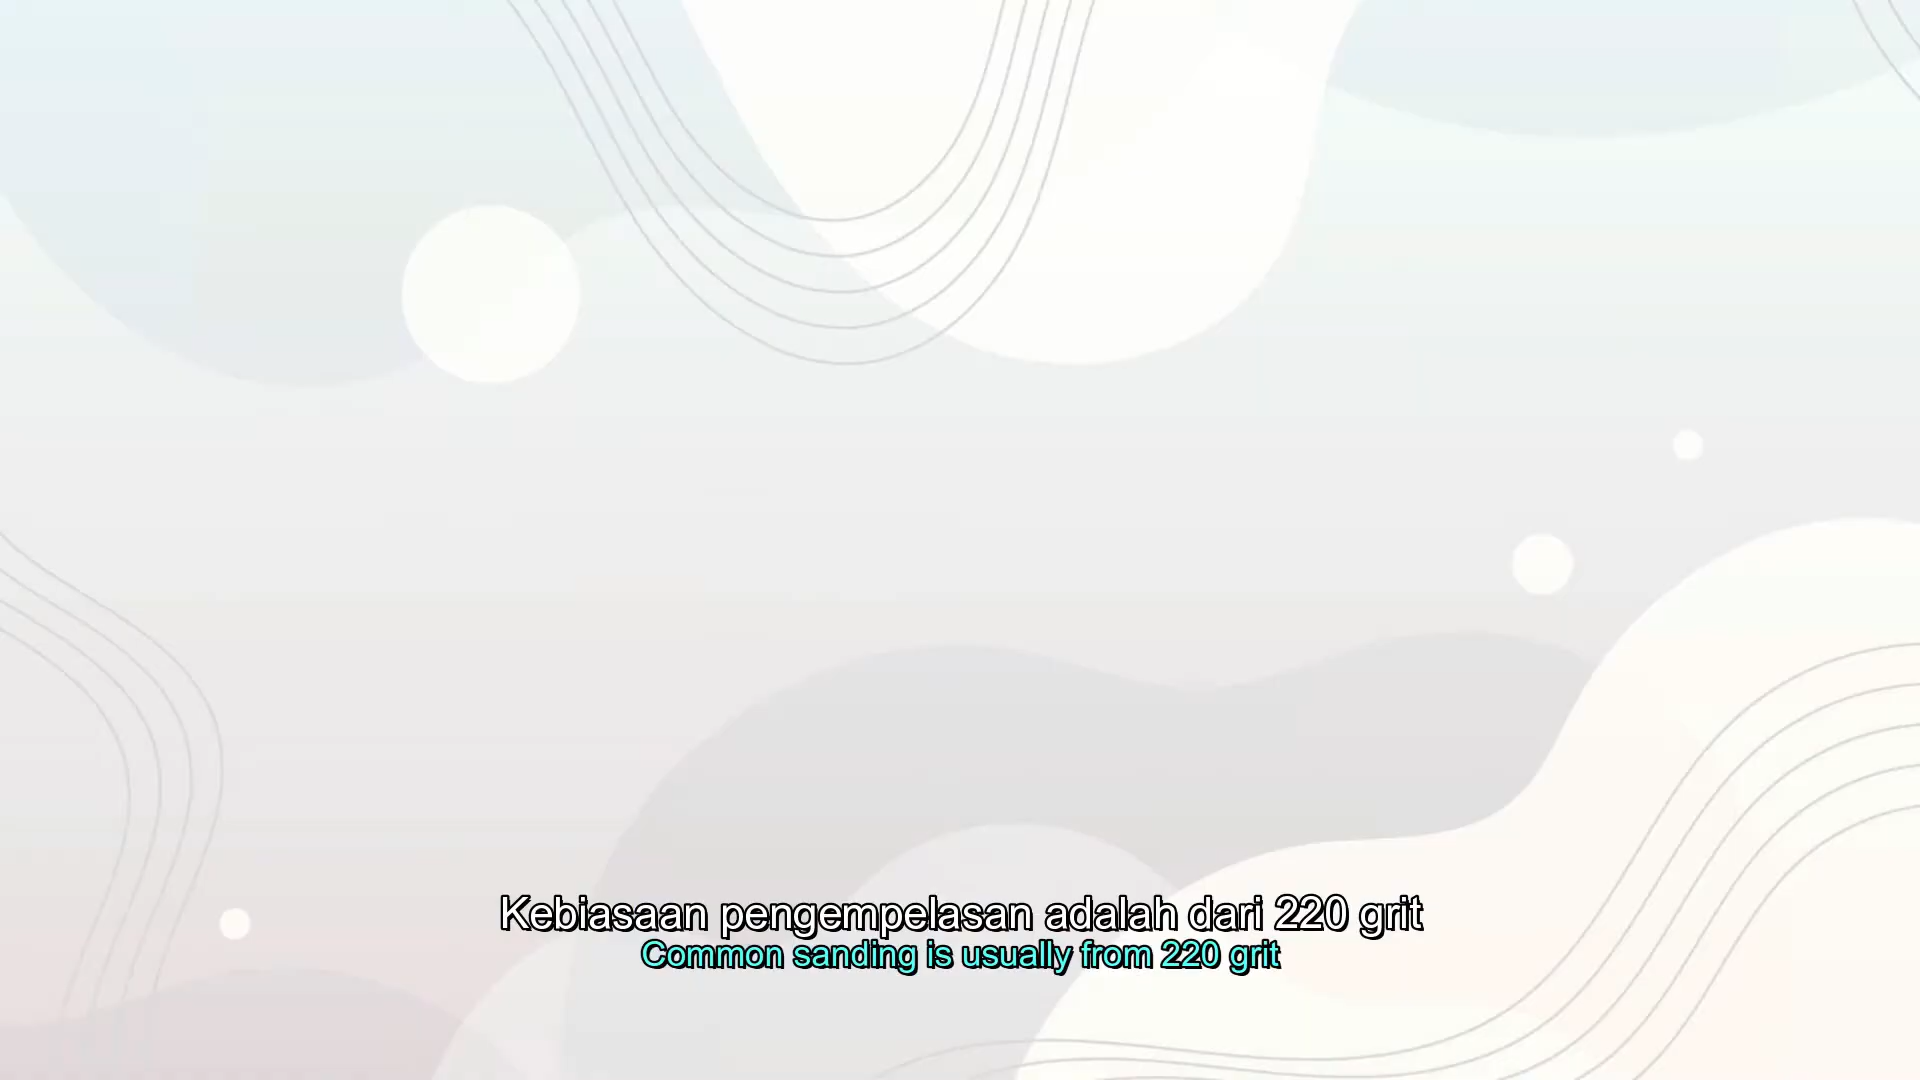 Kebiasaan pengempelasan adalah dari 220 grit
Common sanding is usually from 220 grit